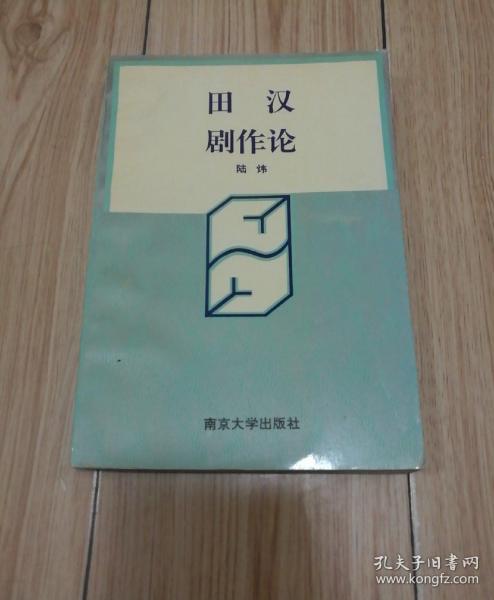 田 汉
剧作论
陆 炜
南京大学出版社
孔夫子旧书网
www.kongfz.com